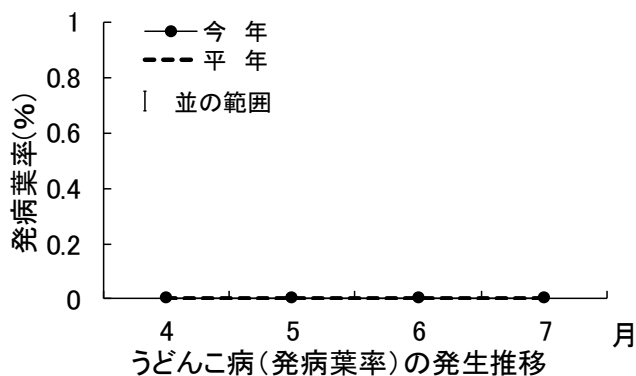 今 年
平 年
並の範囲
発病葉率(%)
1
0.8
0.6
0.4
0.2
0
4 5 6 7 月
うどんこ病(発病葉率)の発生推移